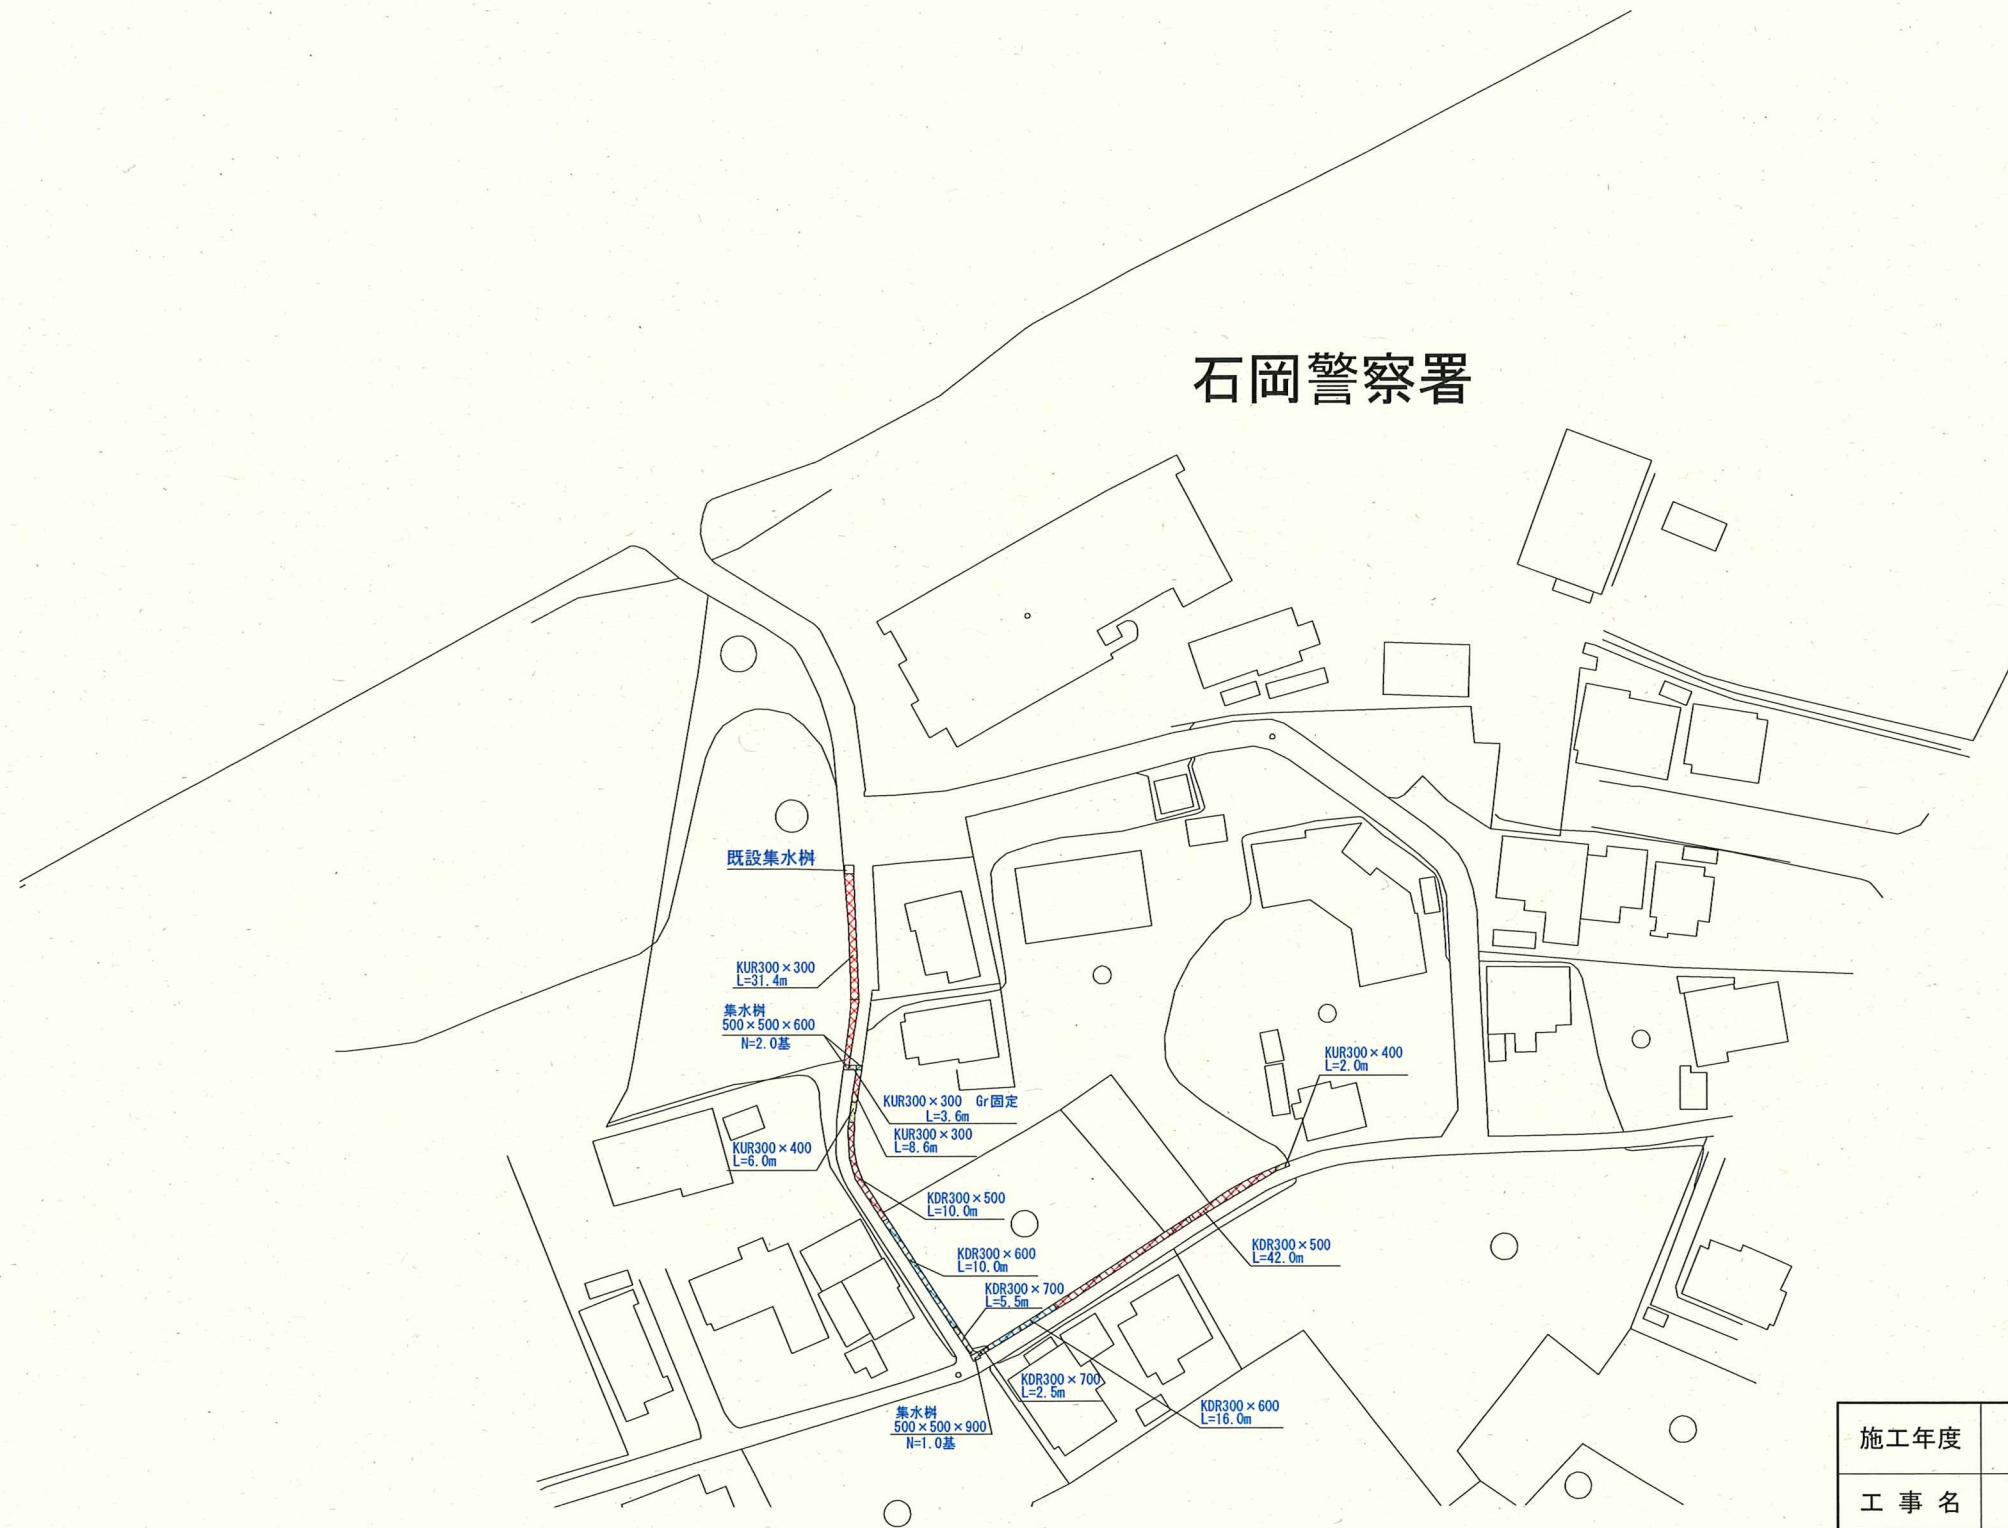 石岡警察署
既設集水桝
KUR300×300
L=31.4m
集水桝
500×500×600
N=2.0基
KUR300×400
L=2.0m
KUR300×300 Gr固定
L=3.6m
KUR300×300
L=8.6m
KUR300×400
L=6.0m
KDR300×500
L=10.0m
KDR300×600
L=10.0m
KDR300×500
L=42.0m
KDR300×700
L=5.5m
KDR300×700
L=2.5m
KDR300×600
L=16.0m
集水桝
500×500×900
N=1.0基
施工年度
工事名